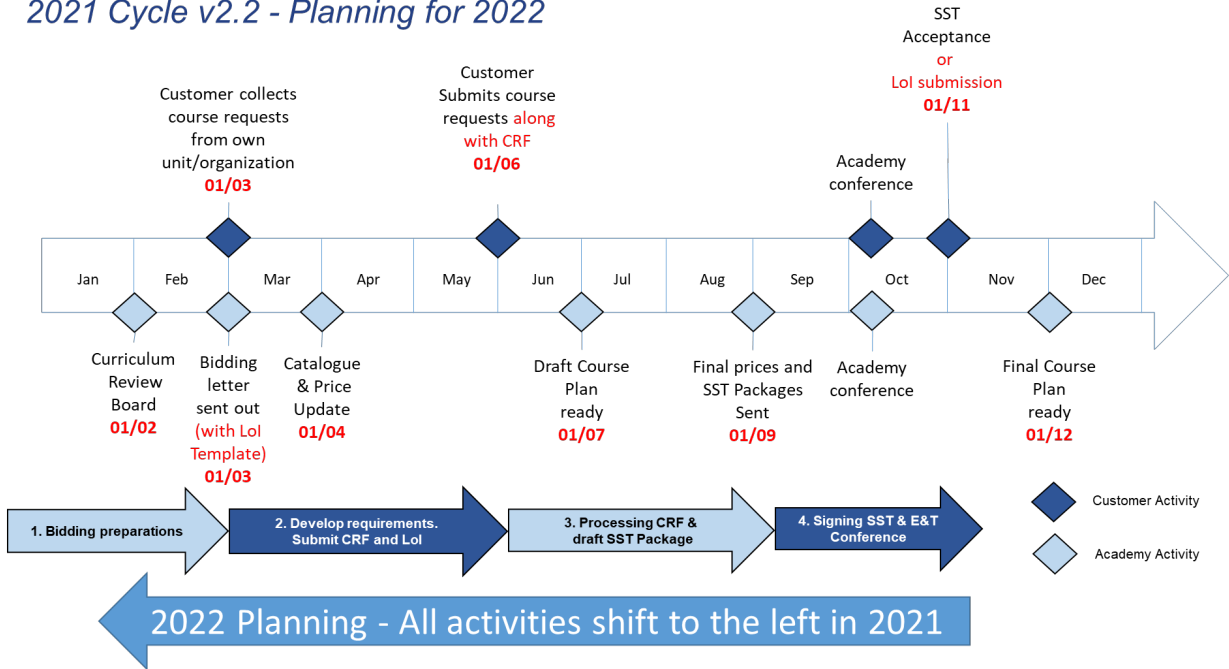 2021 Cycle v2.2 - Planning for 2022
SST
Acceptance
or
LoI submission
01/11
Customer
Submits course
requests along
with CRF
01/06
Customer collects
course requests
from own
unit/organization
01/03
Academy
conference
Jan
Feb
Mar
Apr
May
Jun
Jul
Aug
Sep
Oct
Nov
Dec
Curriculum
Review
Board
01/02
Bidding
letter
sent out
(with LoI
Template)
01/03
Catalogue
& Price
Update
01/04
Draft Course
Plan
ready
01/07
Final prices and
SST Packages
Sent
01/09
Academy
conference
Final Course
Plan
ready
01/12
1. Bidding preparations
2. Develop requirements.
Submit CRF and LoI
3. Processing CRF &
draft SST Package
4. Signing SST & E&T
Conference
Customer Activity
Academy Activity
2022 Planning - All activities shift to the left in 2021